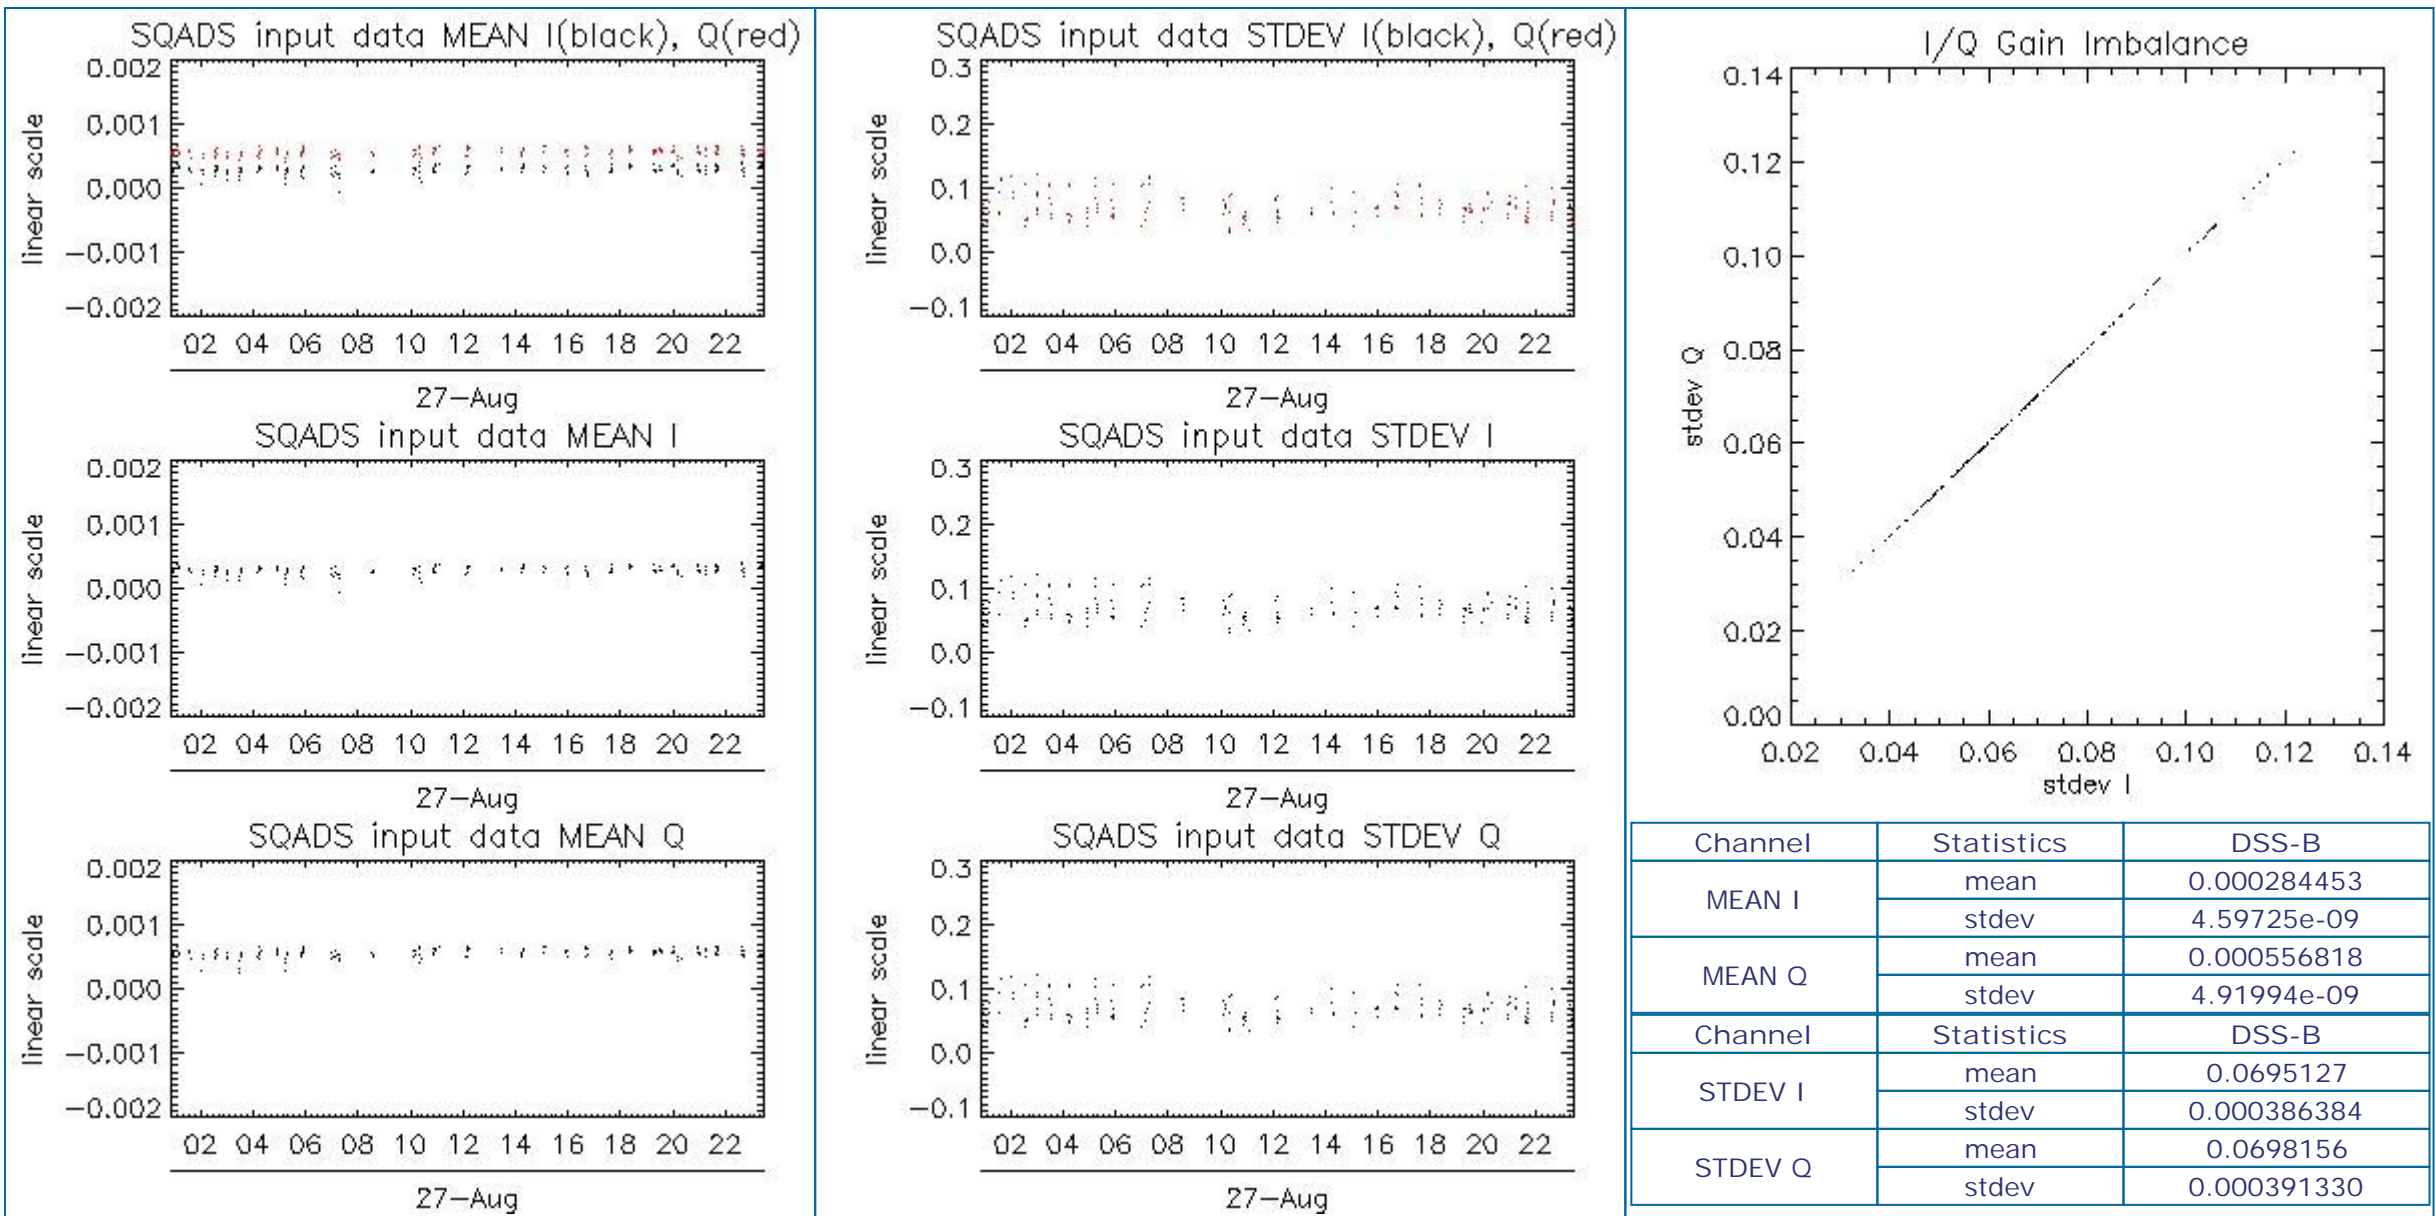 SQADS input data MEAN I(black), Q(red)
0.002
0.001
0.000
−0.001
−0.002
linear scale
02 04 06 08 10 12 14 16 18 20 22
27−Aug
SQADS input data MEAN I
0.002
0.001
0.000
−0.001
−0.002
linear scale
02 04 06 08 10 12 14 16 18 20 22
27−Aug
SQADS input data MEAN Q
0.002
0.001
0.000
−0.001
−0.002
linear scale
02 04 06 08 10 12 14 16 18 20 22
27−Aug
SQADS input data STDEV I(black), Q(red)
0.3
0.2
0.1
0.0
−0.1
linear scale
02 04 06 08 10 12 14 16 18 20 22
27−Aug
SQADS input data STDEV I
0.3
0.2
0.1
0.0
−0.1
linear scale
02 04 06 08 10 12 14 16 18 20 22
27−Aug
SQADS input data STDEV Q
0.3
0.2
0.1
0.0
−0.1
linear scale
02 04 06 08 10 12 14 16 18 20 22
27−Aug
I/Q Gain Imbalance
0.14
0.12
0.10
0.08
0.06
0.04
0.02
0.00
stdev Q
0.02 0.04 0.06 0.08 0.10 0.12 0.14
stdev I
Channel Statistics DSS-B
MEAN I mean 0.000284453
stdev 4.59725e-09
MEAN Q mean 0.000556818
stdev 4.91994e-09
Channel Statistics DSS-B
STDEV I mean 0.0695127
stdev 0.000386384
STDEV Q mean 0.0698156
stdev 0.000391330